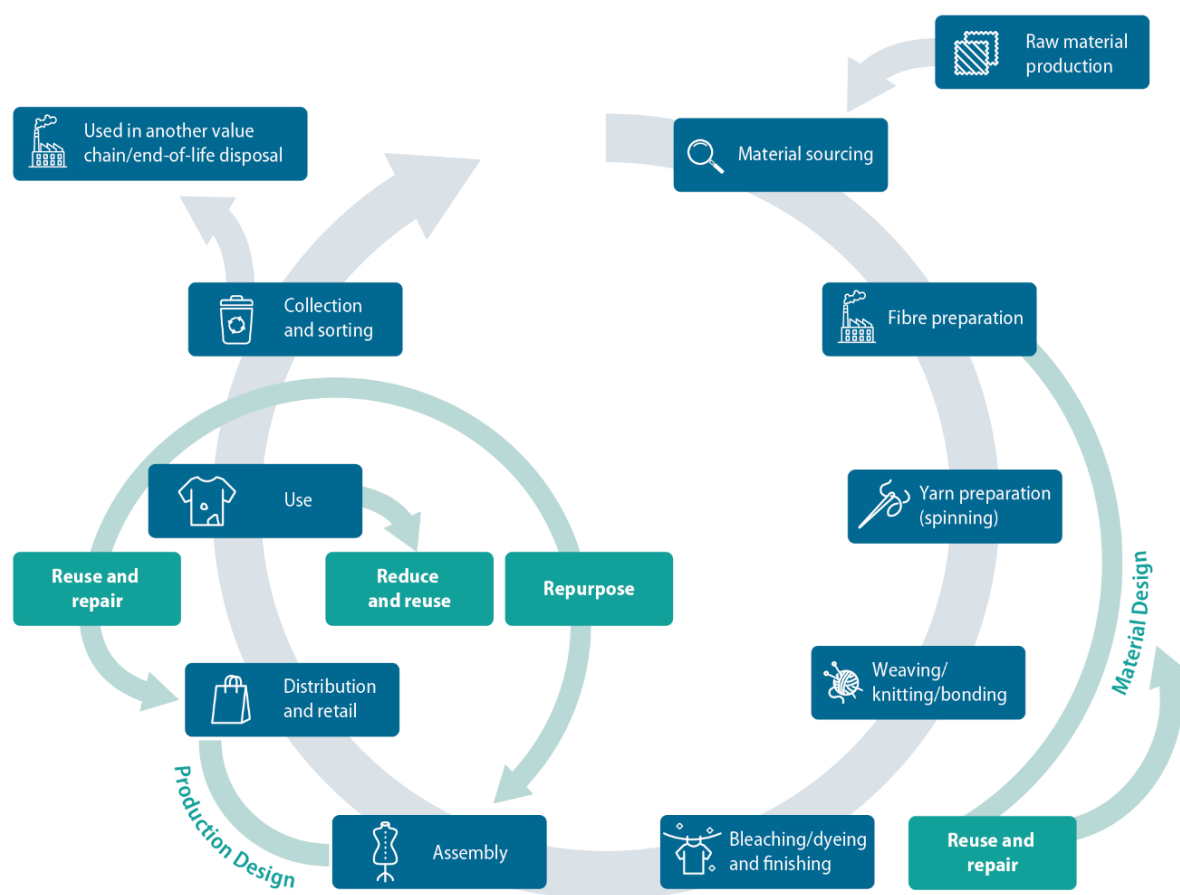 Raw material
production
Material sourcing
Used in another value
chain/end-of-life disposal
Collection
and sorting
Fibre preparation
Use
Yarn preparation
(spinning)
Reuse and
repair
Reduce
and reuse
Repurpose
Material Design
Distribution
and retail
Weaving/
knitting/bonding
Production Design
Assembly
Bleaching/dyeing
and finishing
Reuse and
repair